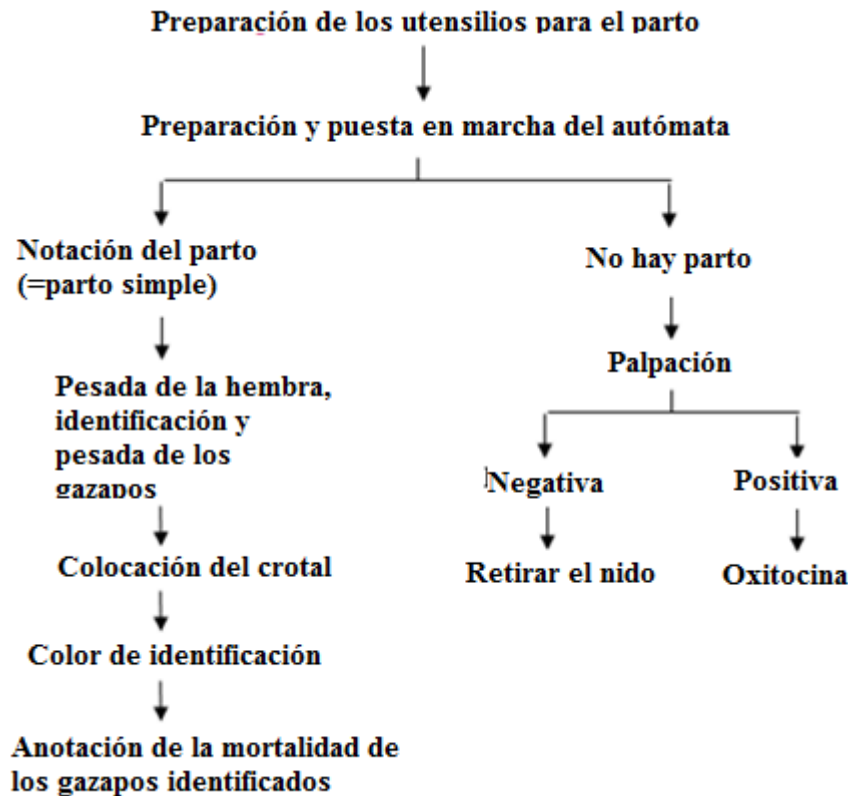 Preparación de los utensilios para el parto
Preparación y puesta en marcha del autómata
Notación del parto
(=parto simple)
No hay parto
Pesada de la hembra,
identificación y
pesada de los
gazapos
Palpación
Negativa
Positiva
Colocación del crotal
Retirar el nido
Oxitocina
Color de identificación
Anotación de la mortalidad de
los gazapos identificados